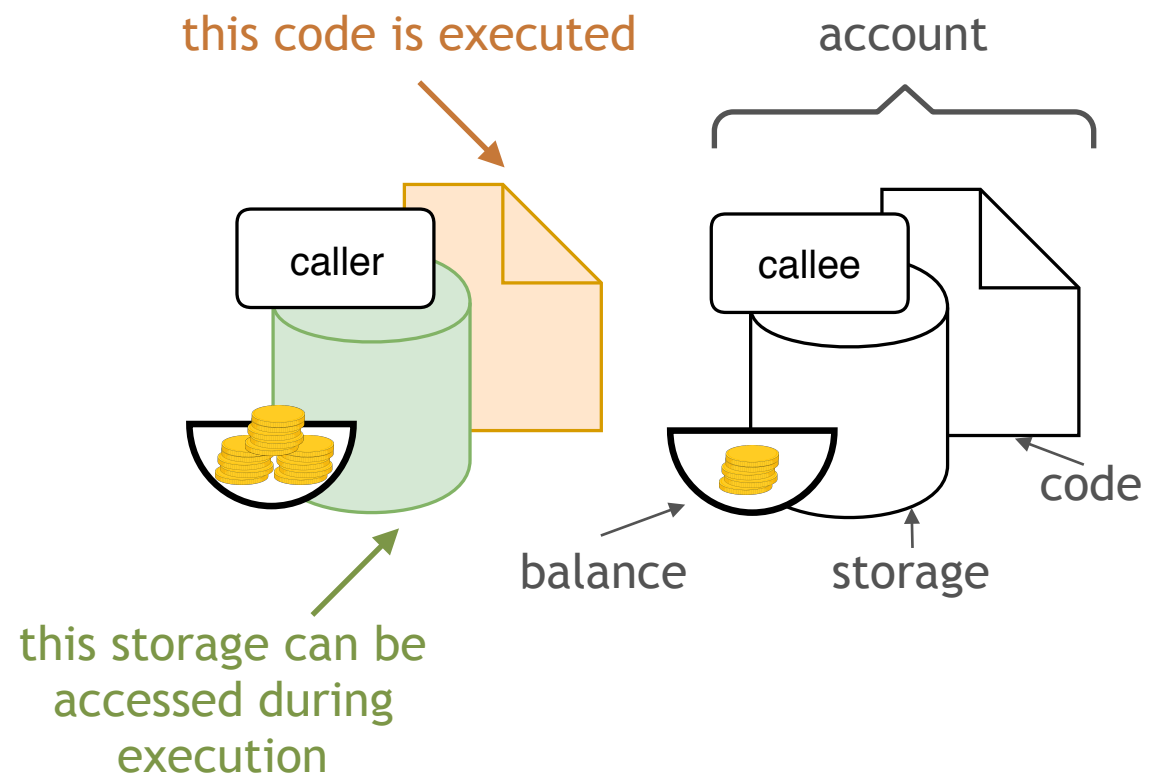 this code is executed
account
caller
callee
code
balance
storage
this storage can be
accessed during
execution